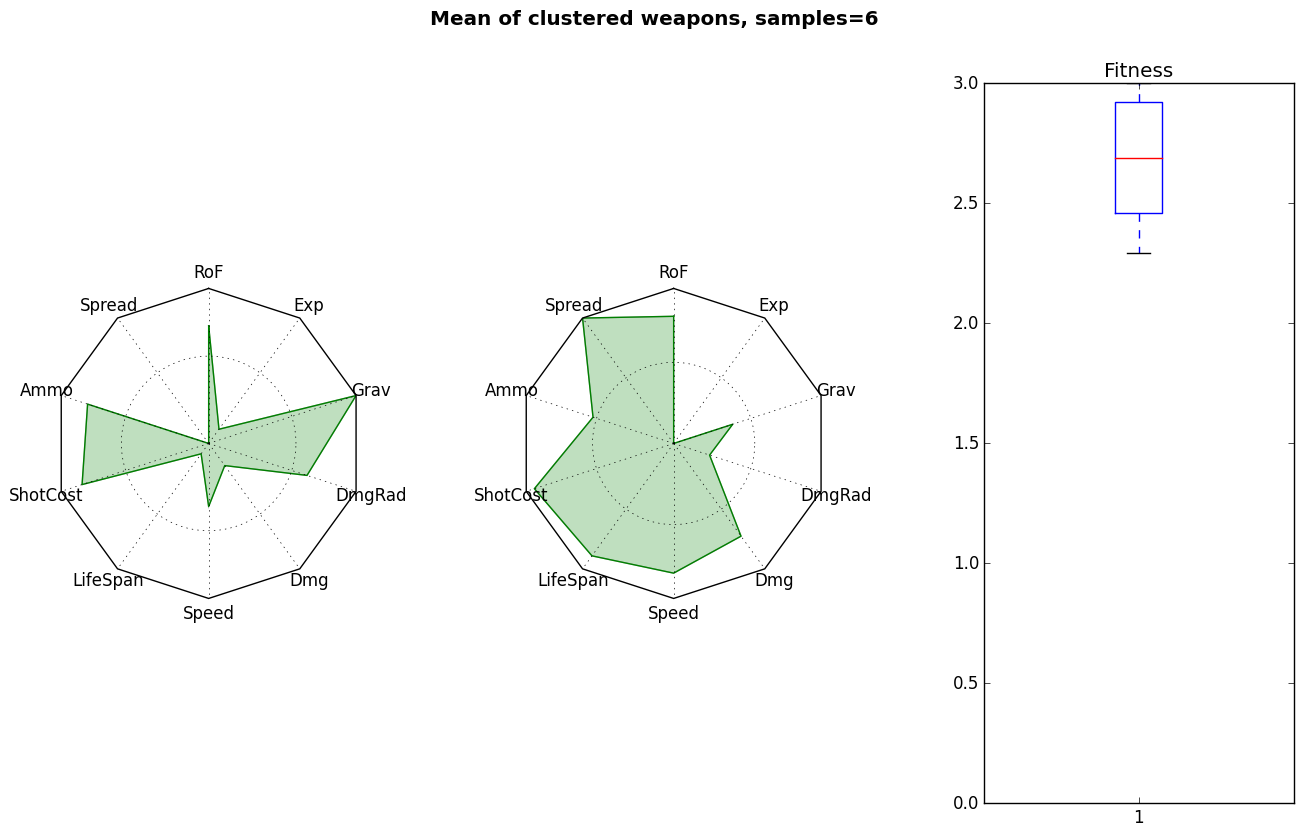 Mean of clustered weapons, samples=6
RoF
Exp
Grav
DmgRad
Dmg
Speed
LifeSpan
ShotCost
Ammo
Spread
RoF
Exp
Grav
DmgRad
Dmg
Speed
LifeSpan
ShotCost
Ammo
Spread
Fitness
3.0
2.5
2.0
1.5
1.0
0.5
0.0
1